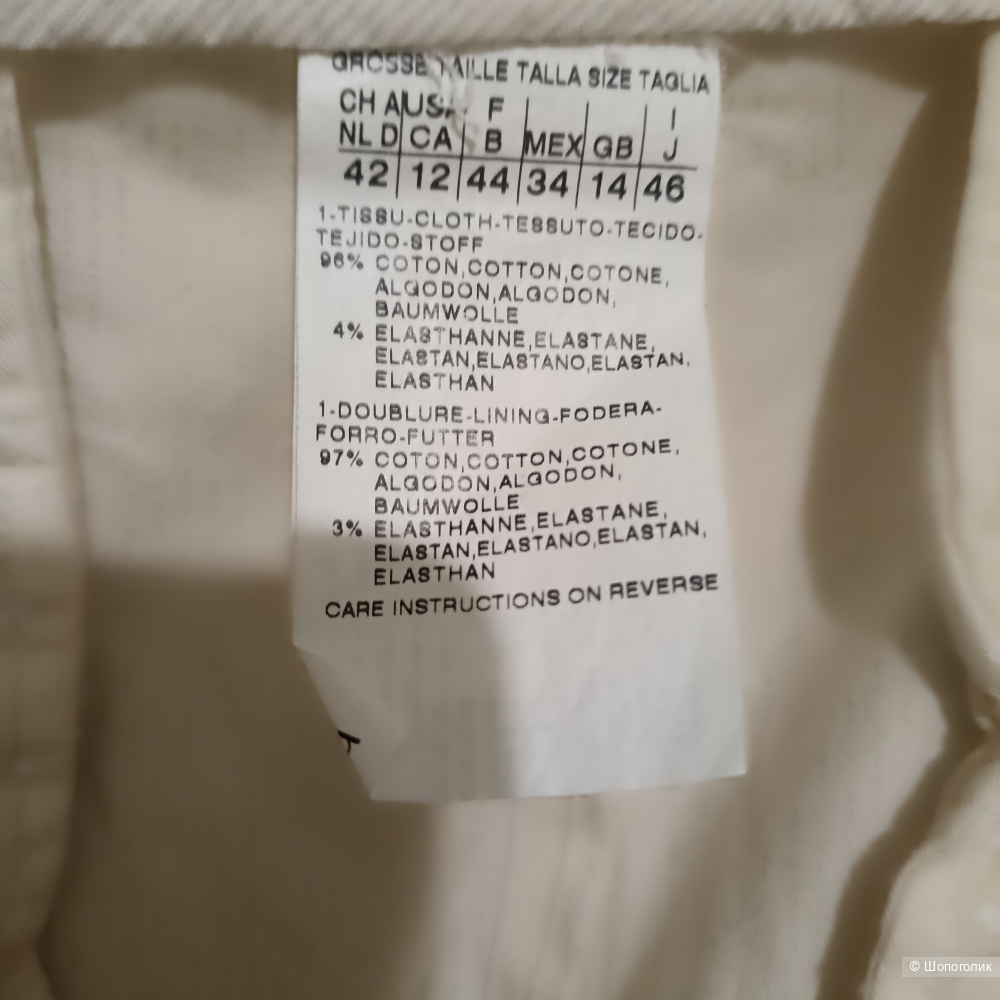 GROSSE TAILLE TALLA SIZE TAGLIA
CH A USA F I
NL D CA B MEX GB J
42 12 44 34 14 46
1-TISSU-CLOTH-TESSUTO-TECIDO-
TEJIDO-STOFF
96% COTON,COTTON,COTONE,
ALGODON,ALGODON,
BAUMWOLLE
4% ELASTHANNE,ELASTANE,
ELASTAN,ELASTANO,ELASTAN,
ELASTHAN
1-DOUBLURE-LINING-FODERA-
FORRO-FUTTER
97% COTON,COTTON,COTONE,
ALGODON,ALGODON,
BAUMWOLLE
3% ELASTHANNE,ELASTANE,
ELASTAN,ELASTANO,ELASTAN,
ELASTHAN
CARE INSTRUCTIONS ON REVERSE
© Шопоголик